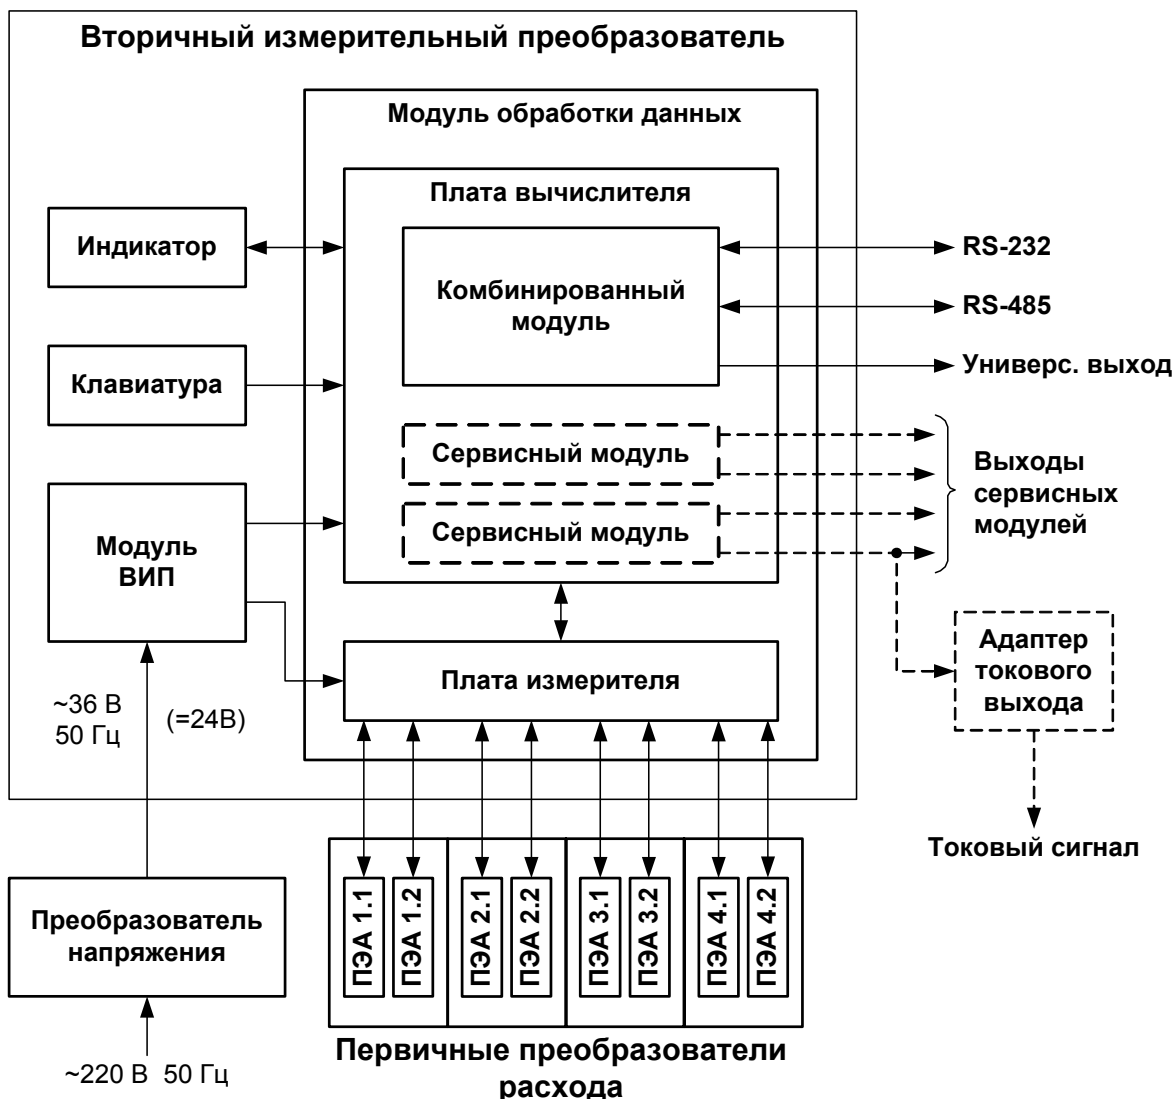 Вторичный измерительный преобразователь
Модуль обработки данных
Плата вычислителя
Индикатор
Комбинированный
модуль
RS-232
RS-485
Универс. выход
Клавиатура
Сервисный модуль
Сервисный модуль
Выходы
сервисных
модулей
Модуль
ВИП
Адаптер
токового
выхода
Плата измерителя
~36 В
50 Гц
(=24В)
Токовый сигнал
Преобразователь
напряжения
ПЭА 1.1
ПЭА 1.2
ПЭА 2.1
ПЭА 2.2
ПЭА 3.1
ПЭА 3.2
ПЭА 4.1
ПЭА 4.2
~220 В 50 Гц
Первичные преобразователи
расхода